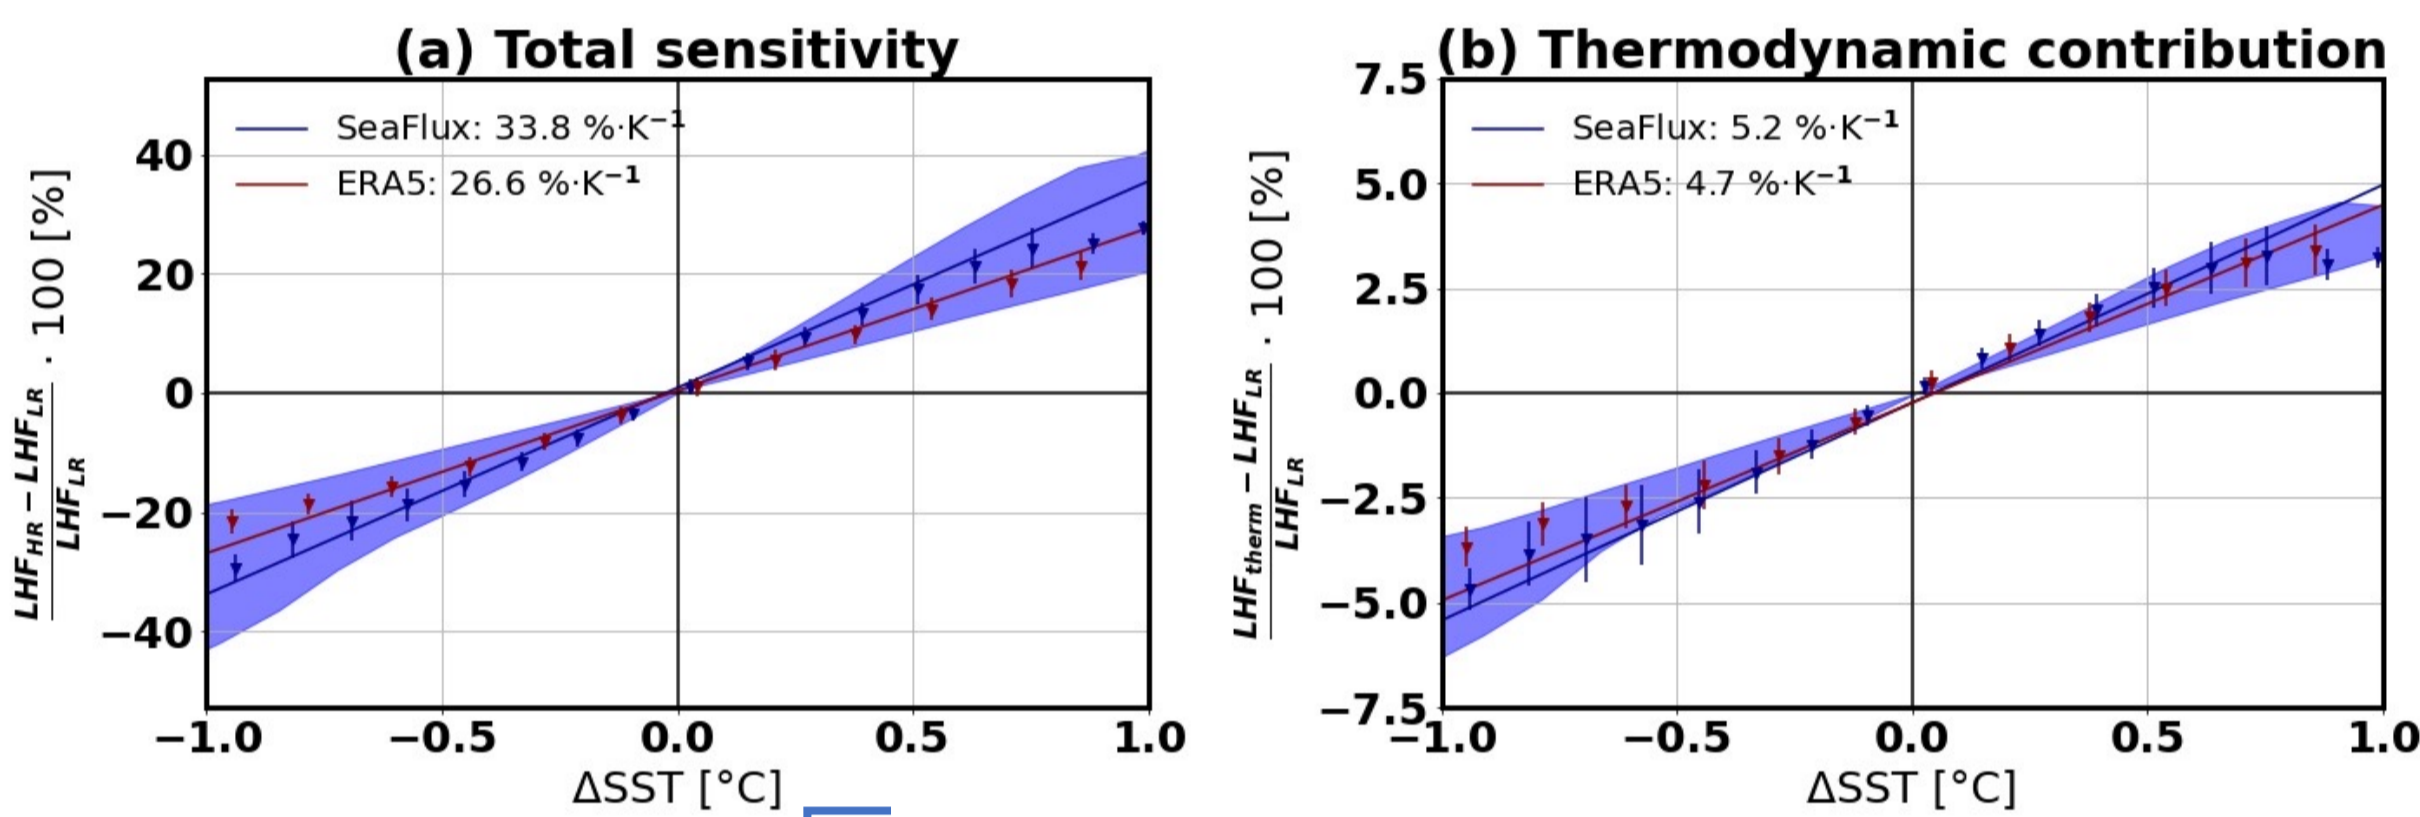 (a) Total sensitivity
SeaFlux: 33.8 %·K⁻¹
ERA5: 26.6 %·K⁻¹
40
20
0
−20
−40
−1.0 −0.5 0.0 0.5 1.0
ΔSST [°C]
LHF_HR − LHF_LR
LHF_LR
· 100 [%]
(b) Thermodynamic contribution
SeaFlux: 5.2 %·K⁻¹
ERA5: 4.7 %·K⁻¹
7.5
5.0
2.5
0.0
−2.5
−5.0
−7.5
−1.0 −0.5 0.0 0.5 1.0
ΔSST [°C]
LHF_therm − LHF_LR
LHF_LR
· 100 [%]